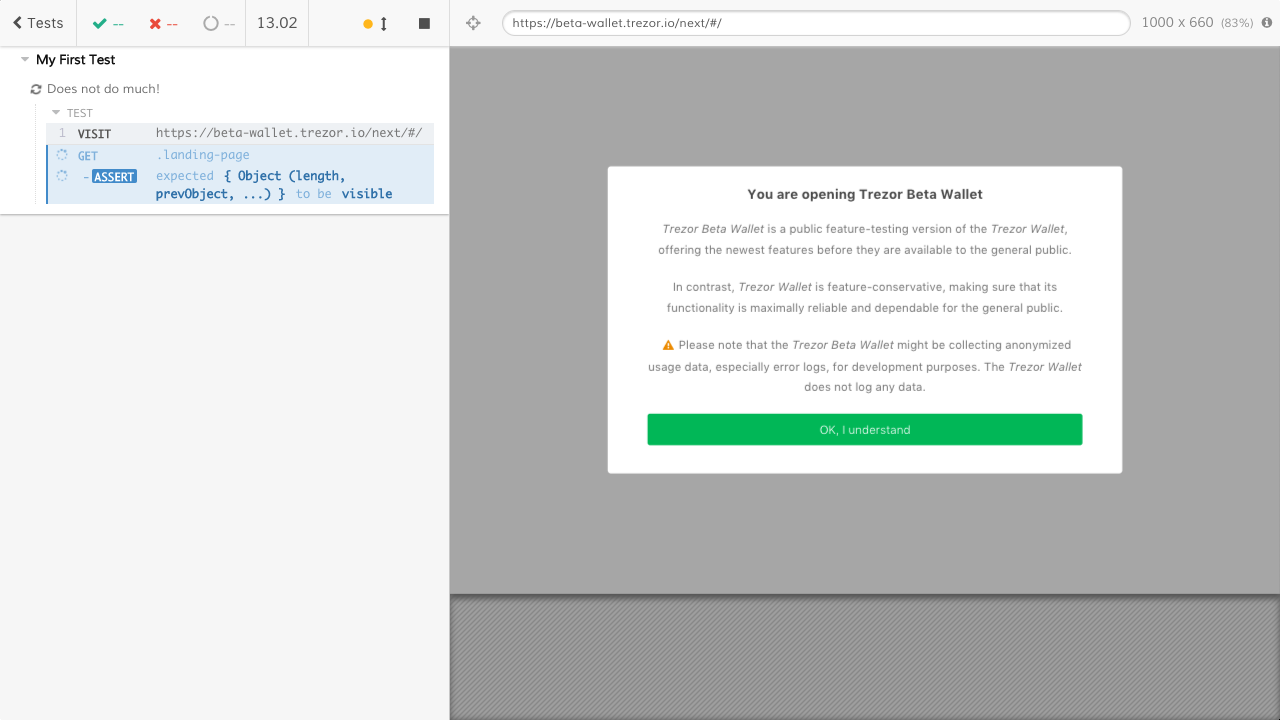 Tests -- -- -- 13.02
https://beta-wallet.trezor.io/next/#/ 1000 x 660 (83%)
My First Test
Does not do much!
TEST
1 VISIT https://beta-wallet.trezor.io/next/#/
GET .landing-page
- ASSERT expected { Object (length,
prevObject, ...) } to be visible
You are opening Trezor Beta Wallet
Trezor Beta Wallet is a public feature-testing version of the Trezor Wallet,
offering the newest features before they are available to the general public.
In contrast, Trezor Wallet is feature-conservative, making sure that its
functionality is maximally reliable and dependable for the general public.
Please note that the Trezor Beta Wallet might be collecting anonymized
usage data, especially error logs, for development purposes. The Trezor Wallet
does not log any data.
OK, I understand